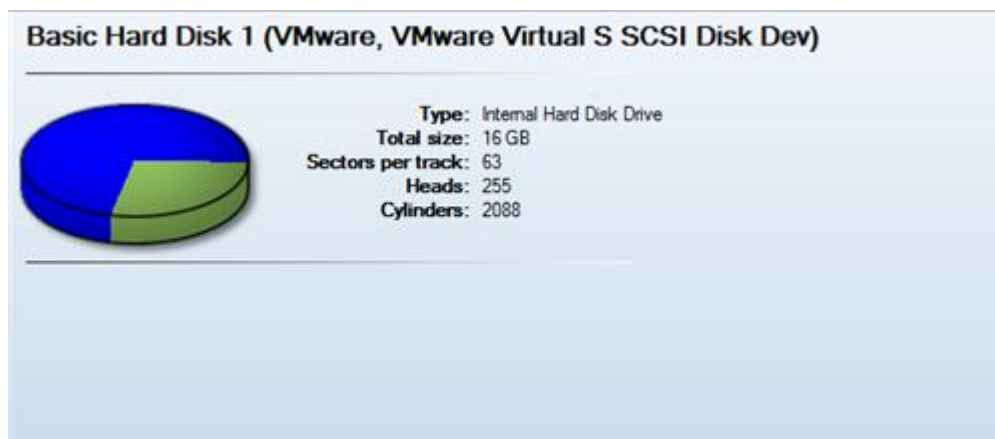 Basic Hard Disk 1 (VMware, VMware Virtual S SCSI Disk Dev)
Type: Internal Hard Disk Drive
Total size: 16 GB
Sectors per track: 63
Heads: 255
Cylinders: 2088